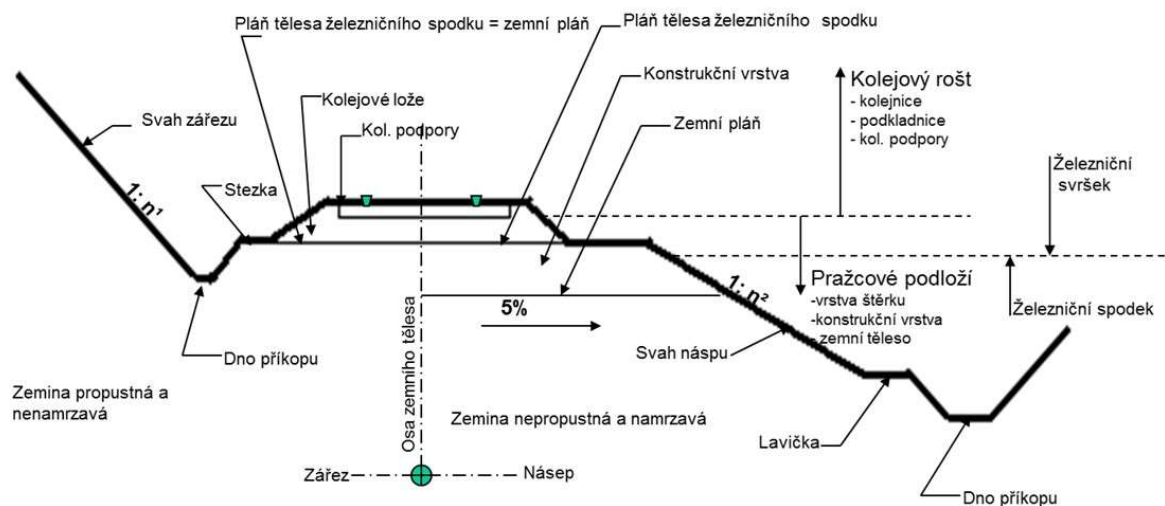 Pláň tělesa železničního spodku = zemní pláň
Pláň tělesa železničního spodku
Konstrukční vrstva
Kolejový rošt
- kolejnice
- podkladnice
- kol. podpory
Kolejové lože
Zemní pláň
Svah zářezu
Kol. podpory
Železniční
svršek
Stezka
1: n¹
Pražcové podloží
-vrstva štěrku
-konstrukční vrstva
- zemní těleso
1: n²
5%
Železniční spodek
Svah náspu
Dno příkopu
Zemina propustná a
nenamrzavá
Osa zemního tělesa
Zemina nepropustná a namrzavá
Lavička
Zářez
Násep
Dno příkopu